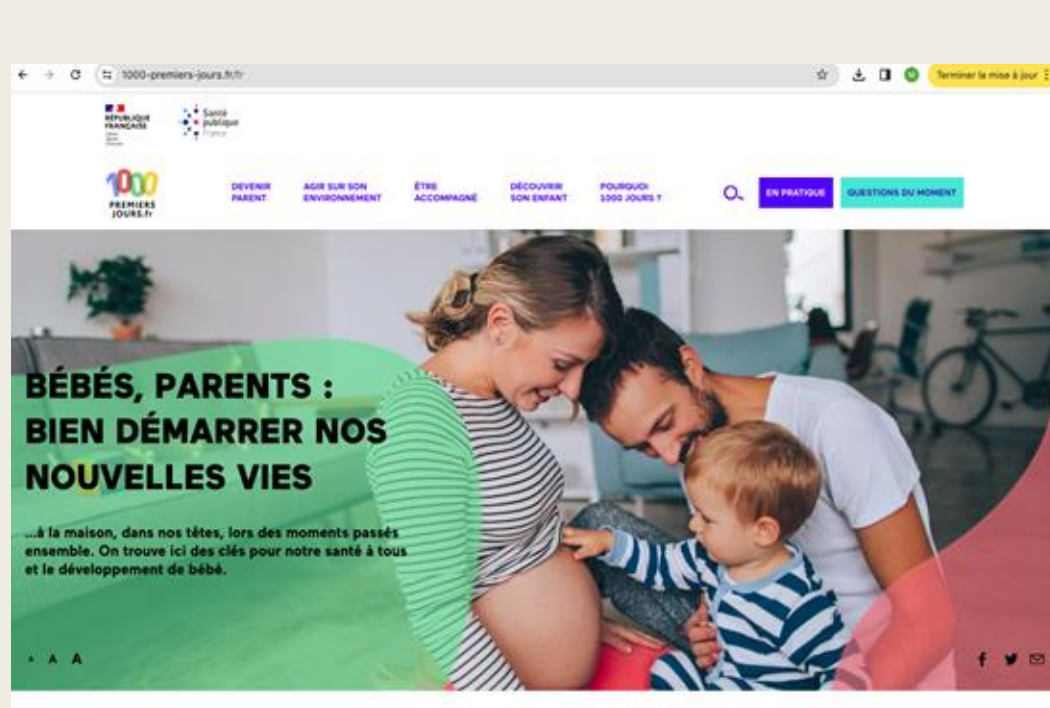 1000-premiers-jours.fr/fr
Terminer la mise à jour
RÉPUBLIQUE
FRANÇAISE
Santé
publique
France
1000
PREMIERS
JOURS.fr
DEVENIR
PARENT
AGIR SUR SON
ENVIRONNEMENT
ÊTRE
ACCOMPAGNÉ
DÉCOUVRIR
SON ENFANT
POURQUOI
1000 JOURS ?
EN PRATIQUE
QUESTIONS DU MOMENT
BÉBÉS, PARENTS :
BIEN DÉMARRER NOS
NOUVELLES VIES
...à la maison, dans nos têtes, lors des moments passés
ensemble. On trouve ici des clés pour notre santé à tous
et le développement de bébé.
A A A